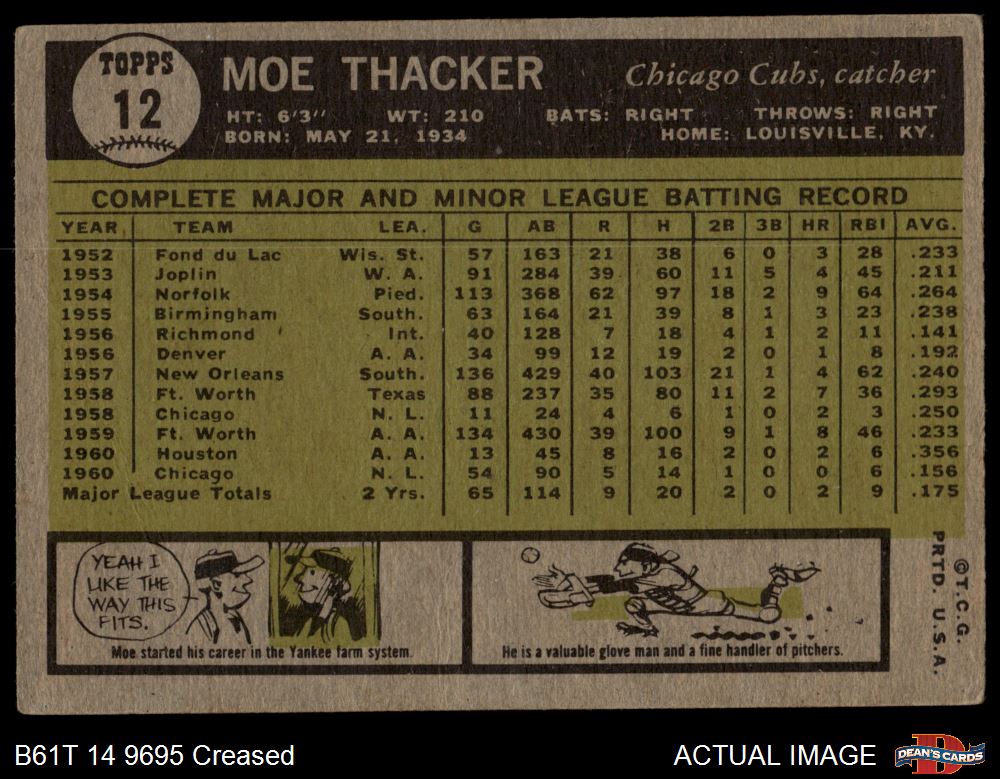 TOPPS
12
MOE THACKER
Chicago Cubs, catcher
HT: 6'3" WT: 210 BATS: RIGHT THROWS: RIGHT
BORN: MAY 21, 1934 HOME: LOUISVILLE, KY.
COMPLETE MAJOR AND MINOR LEAGUE BATTING RECORD
YEAR TEAM LEA. G AB R H 2B 3B HR RBI AVG.
1952 Fond du Lac Wis. St. 57 163 21 38 6 0 3 28 .233
1953 Joplin W. A. 91 284 39 60 11 5 4 45 .211
1954 Norfolk Pied. 113 368 62 97 18 2 9 64 .264
1955 Birmingham South. 63 164 21 39 8 1 3 23 .238
1956 Richmond Int. 40 128 7 18 4 1 2 11 .141
1956 Denver A. A. 34 99 12 19 2 0 1 8 .192
1957 New Orleans South. 136 429 40 103 21 1 4 62 .240
1958 Ft. Worth Texas 88 237 35 80 11 2 7 36 .293
1958 Chicago N. L. 11 24 4 6 1 0 2 3 .250
1959 Ft. Worth A. A. 134 430 39 100 9 1 8 46 .233
1960 Houston A. A. 13 45 8 16 2 0 2 6 .356
1960 Chicago N. L. 54 90 5 14 1 0 0 6 .156
Major League Totals 2 Yrs. 65 114 9 20 2 0 2 9 .175
YEAH I
LIKE THE
WAY THIS
FITS.
Moe started his career in the Yankee farm system.
He is a valuable glove man and a fine handler of pitchers.
©T.C.G.
PRTD. U.S.A.
B61T 14 9695 Creased
ACTUAL IMAGE
DEAN'S CARDS